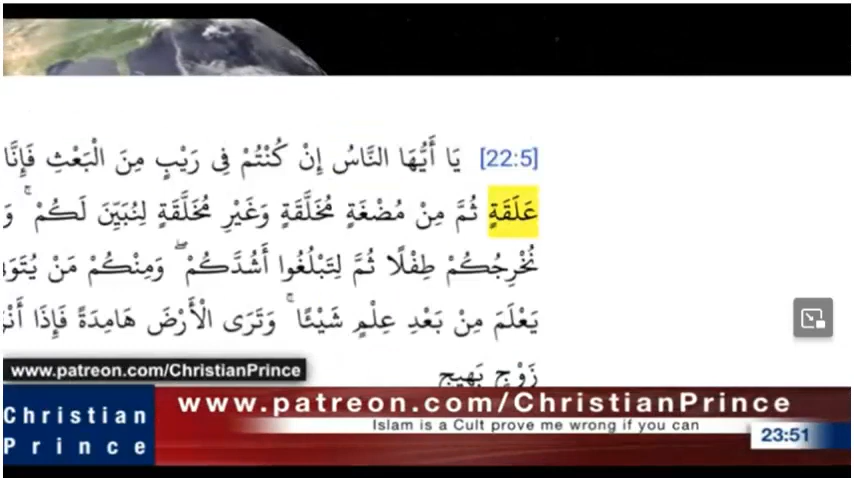 [22:5] يَا أَيُّهَا النَّاسُ إِنْ كُنْتُمْ فِى رَيْبٍ مِنَ الْبَعْثِ فَإِنَّا
عَلَقَةٍ ثُمَّ مِنْ مُضْغَةٍ مُخَلَّقَةٍ وَغَيْرِ مُخَلَّقَةٍ لِنُبَيِّنَ لَكُمْ ۚ وَ
نُخْرِجُكُمْ طِفْلًا ثُمَّ لِتَبْلُغُوا أَشُدَّكُمْ ۖ وَمِنْكُمْ مَنْ
يَعْلَمَ مِنْ بَعْدِ عِلْمٍ شَيْئًا ۚ وَتَرَى الْأَرْضَ هَامِدَةً فَإِذَا
زَوْجٍ بَهِيجٍ
www.patreon.com/ChristianPrince
www.patreon.com/ChristianPrince
Christian
Prince
Islam is a Cult prove me wrong if you can
23:51